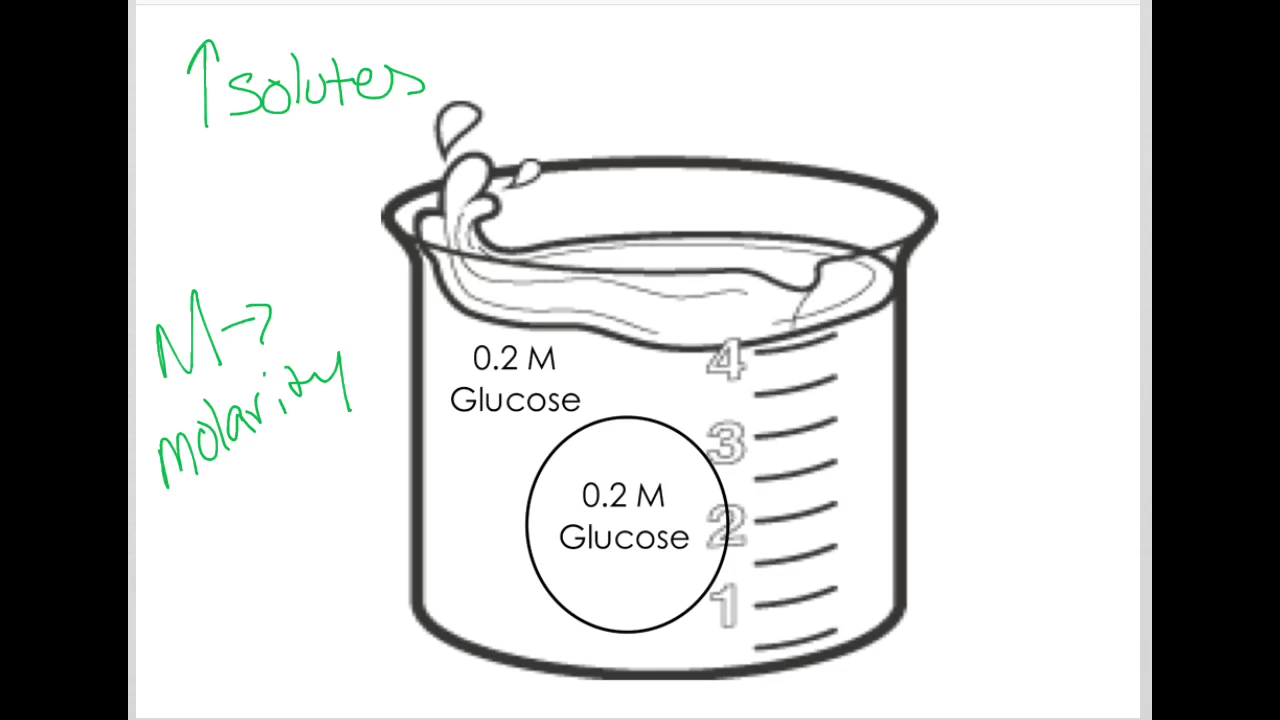 ↑ solutes
M →
molarity
0.2 M
Glucose
0.2 M
Glucose
4
3
2
1